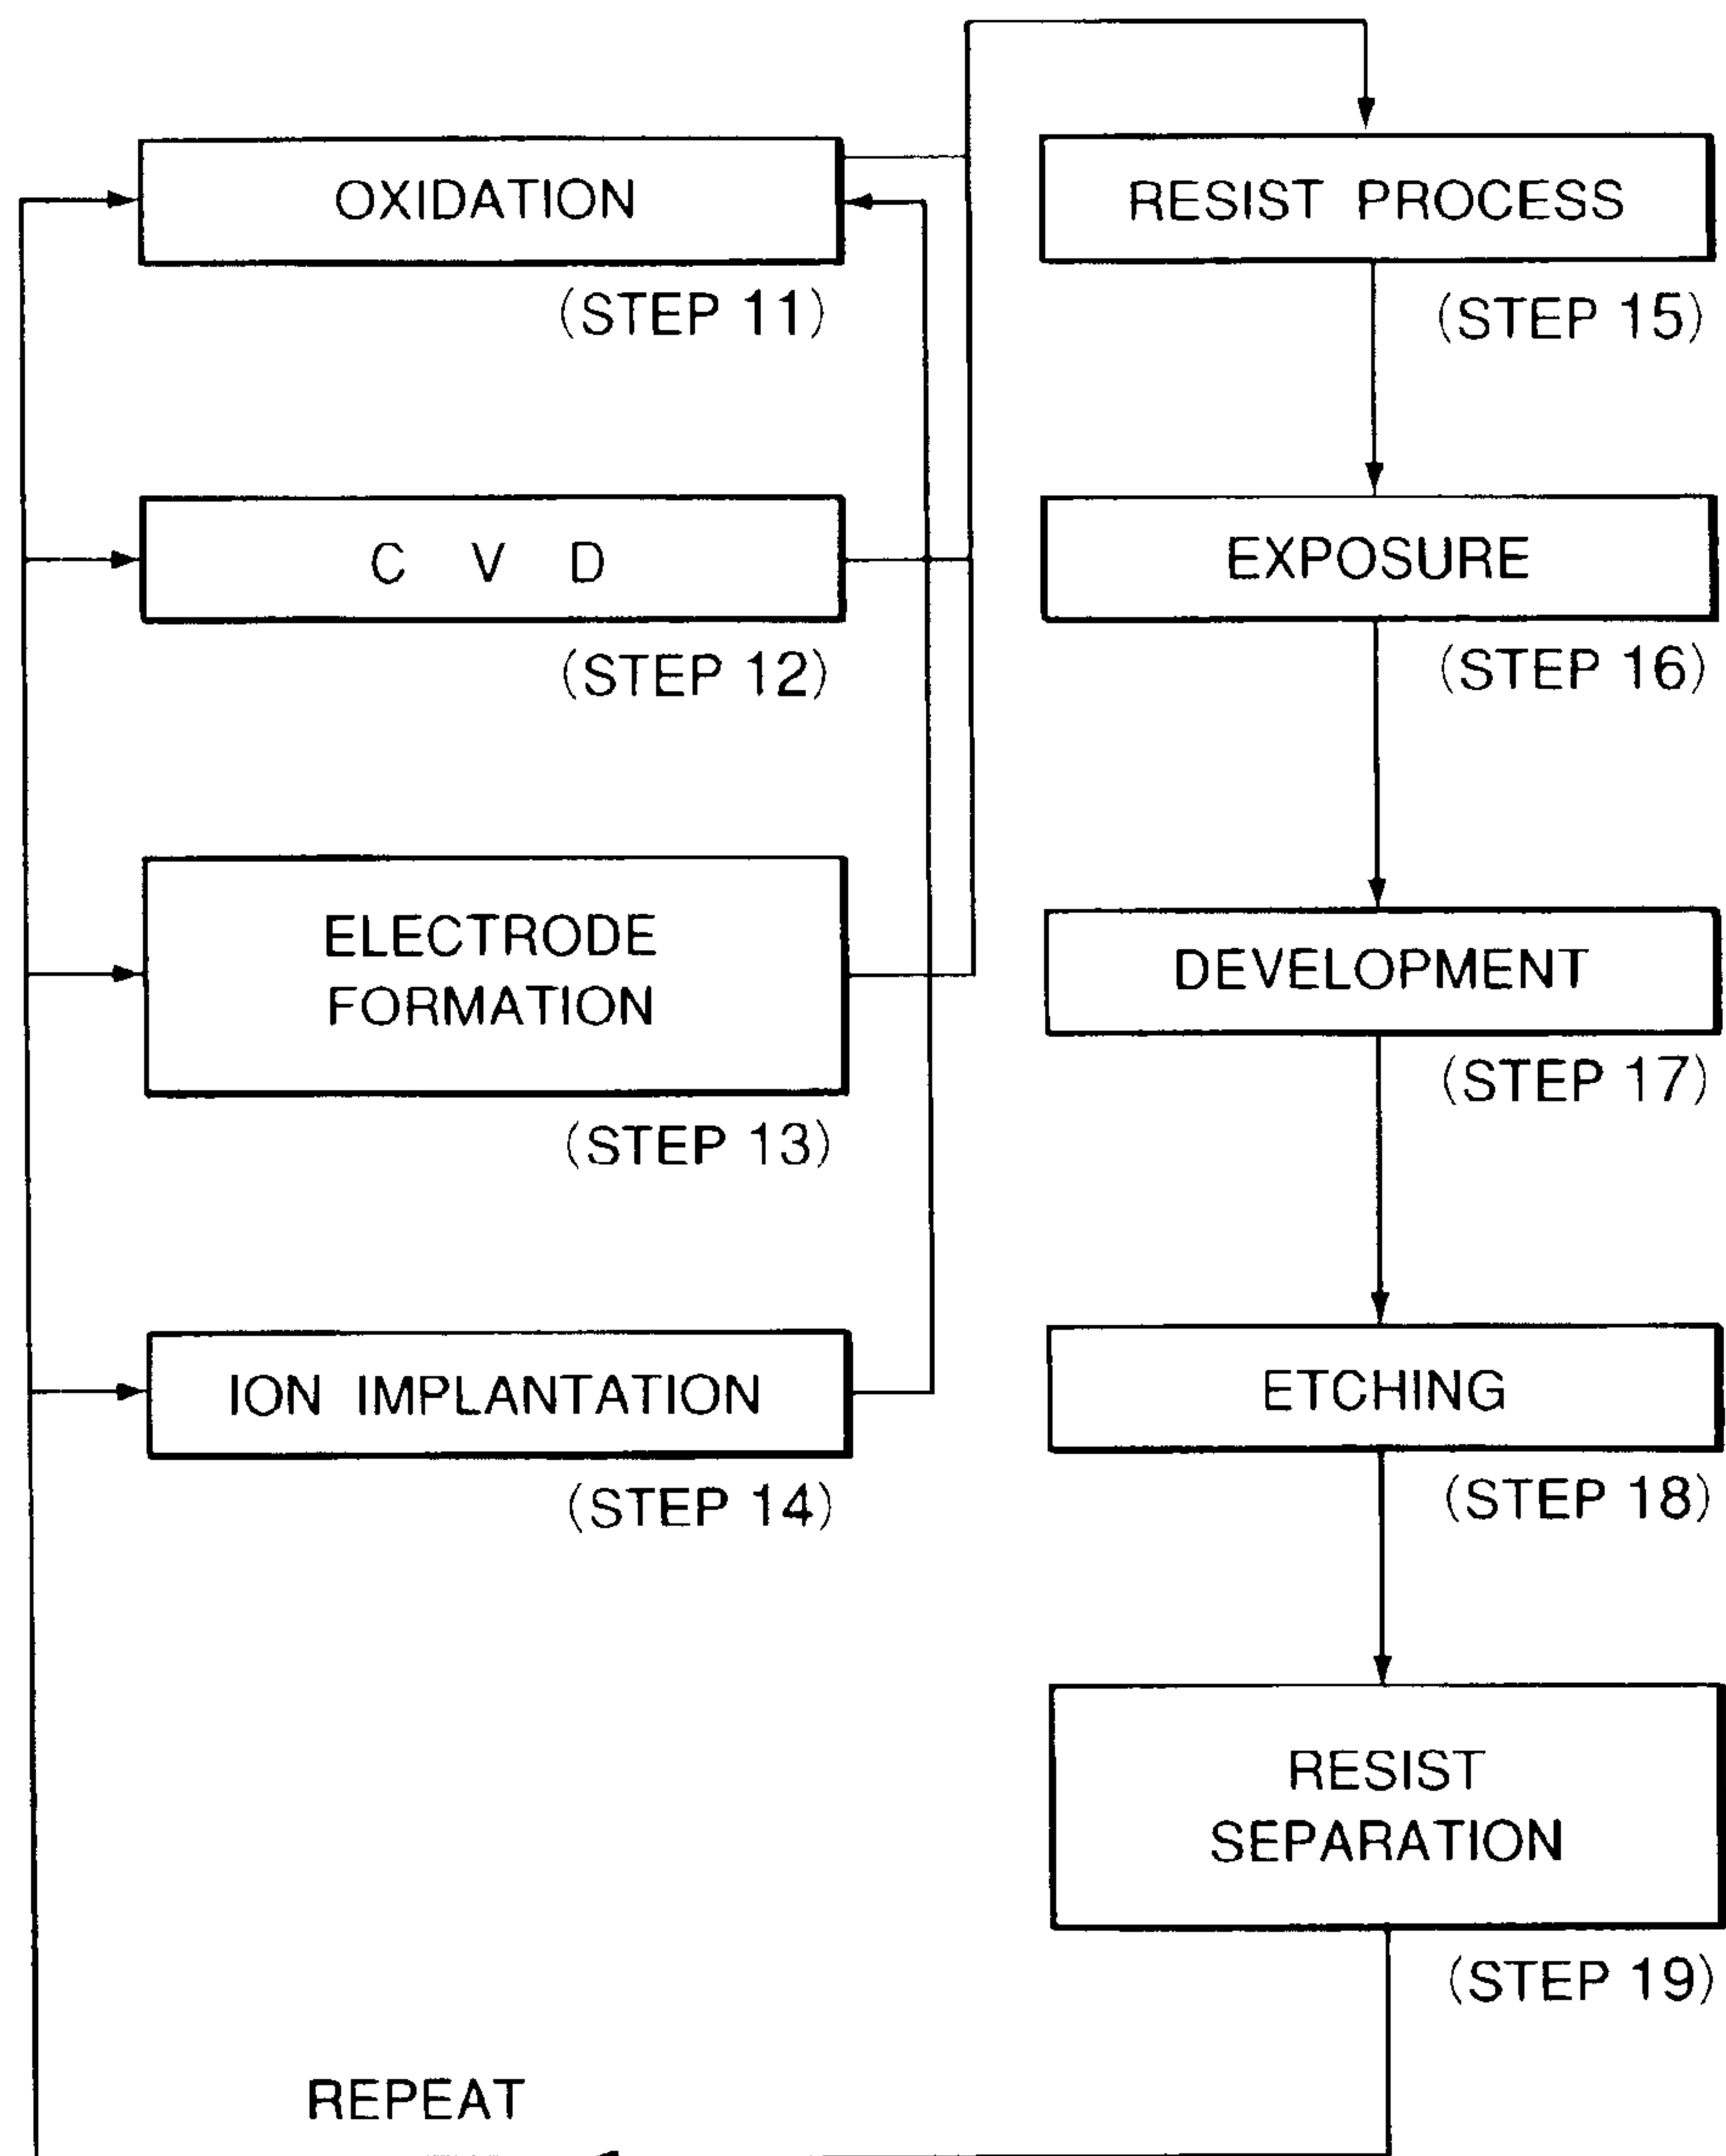 OXIDATION
(STEP 11)
C V D
(STEP 12)
ELECTRODE
FORMATION
(STEP 13)
ION IMPLANTATION
(STEP 14)
RESIST PROCESS
(STEP 15)
EXPOSURE
(STEP 16)
DEVELOPMENT
(STEP 17)
ETCHING
(STEP 18)
RESIST
SEPARATION
(STEP 19)
REPEAT